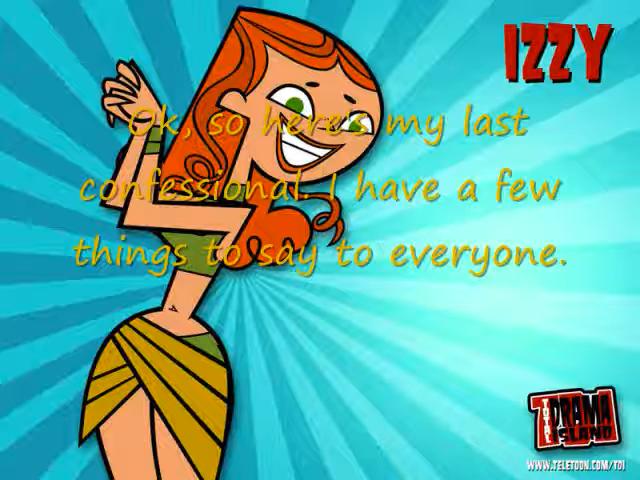 IZZY
Ok, so here's my last
confessional. I have a few
things to say to everyone.
TOTAL
DRAMA
ISLAND
WWW.TELETOON.COM/TDI